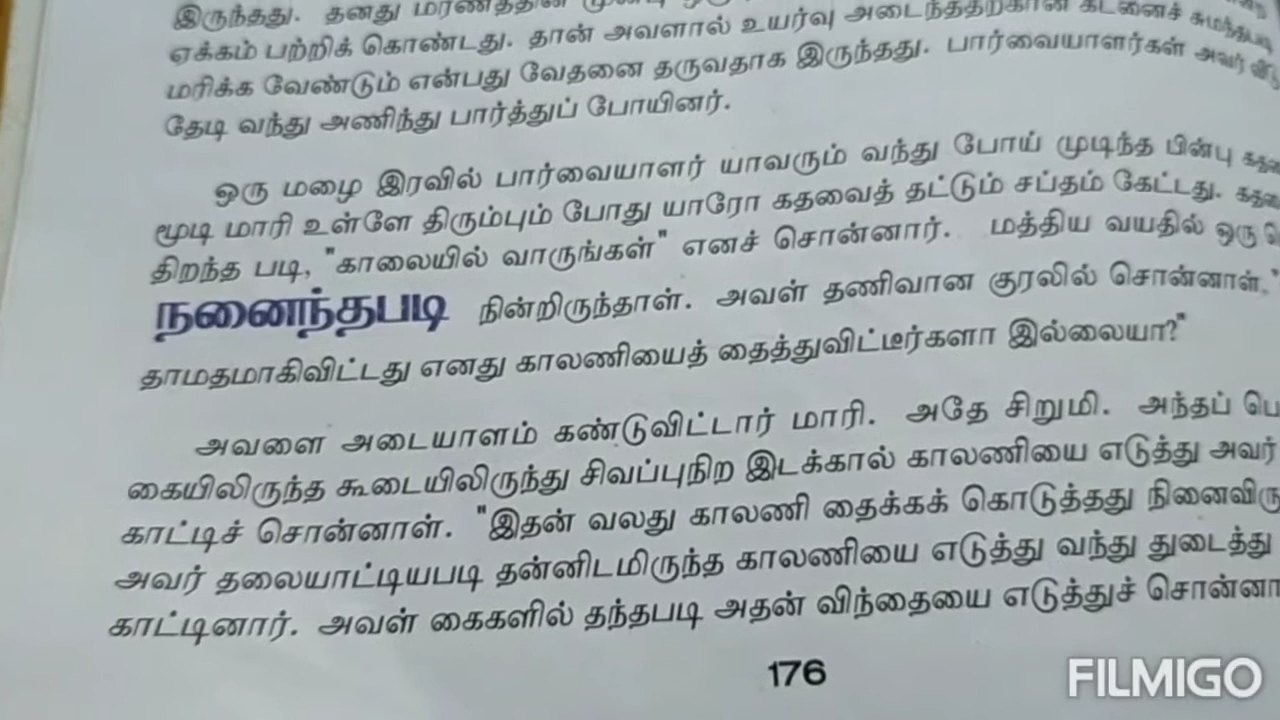 இருந்தது. தனது மரணத்தின் முன்பு
ஏக்கம் பற்றிக் கொண்டது. தான் அவளால் உயர்வு அடைந்ததற்கான கடனைச் சுமந்தபடி
மரிக்க வேண்டும் என்பது வேதனை தருவதாக இருந்தது. பார்வையாளர்கள் அவர்
தேடி வந்து அணிந்து பார்த்துப் போயினர்.
ஒரு மழை இரவில் பார்வையாளர் யாவரும் வந்து போய் முடிந்த பின்பு
மூடி மாரி உள்ளே திரும்பும் போது யாரோ கதவைத் தட்டும் சப்தம் கேட்டது.
திறந்த படி, "காலையில் வாருங்கள்" எனச் சொன்னார். மத்திய வயதில் ஒரு
நனைந்தபடி நின்றிருந்தாள். அவள் தணிவான குரலில் சொன்னாள், "
தாமதமாகிவிட்டது எனது காலணியைத் தைத்துவிட்டீர்களா இல்லையா?"
அவளை அடையாளம் கண்டுவிட்டார் மாரி. அதே சிறுமி. அந்தப்
கையிலிருந்த கூடையிலிருந்து சிவப்புநிற இடக்கால் காலணியை எடுத்து அவர்
காட்டிச் சொன்னாள். "இதன் வலது காலணி தைக்கக் கொடுத்தது
அவர் தலையாட்டியபடி தன்னிடமிருந்த காலணியை எடுத்து வந்து துடைத்து
காட்டினார். அவள் கைகளில் தந்தபடி அதன் விந்தையை எடுத்துச்
176
FILMIGO